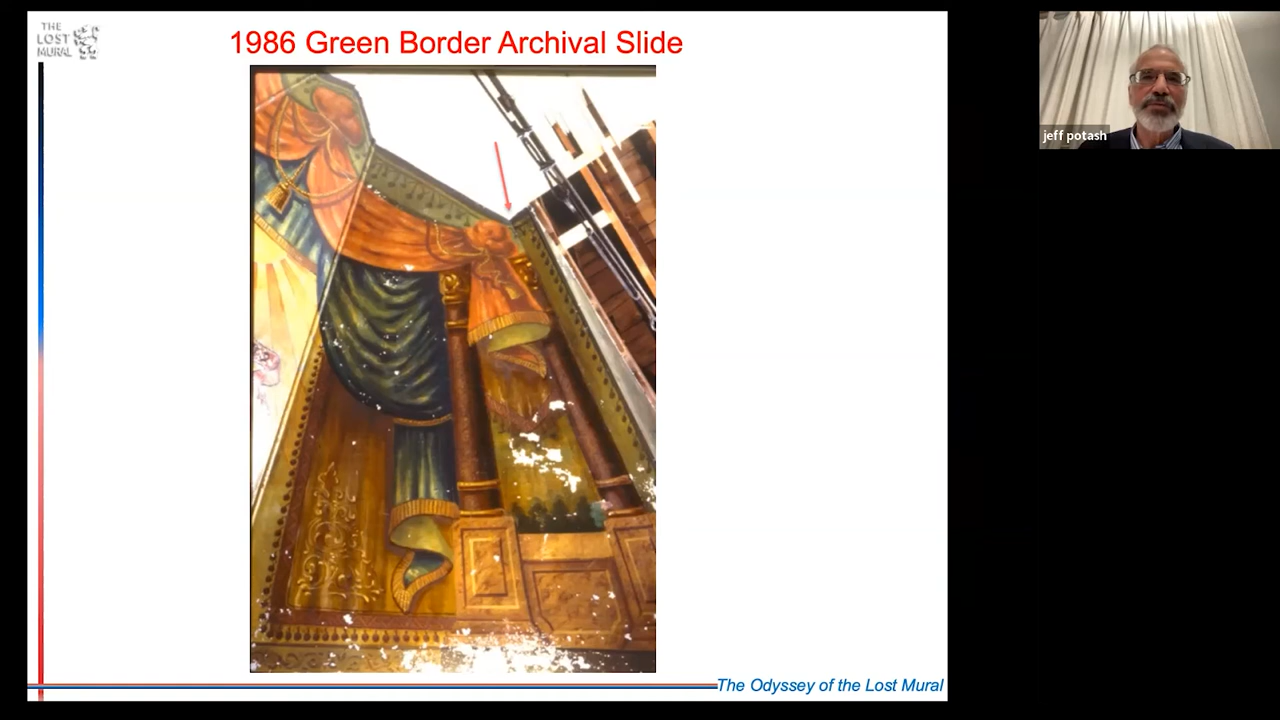 THE
LOST
MURAL
1986 Green Border Archival Slide
jeff potash
The Odyssey of the Lost Mural